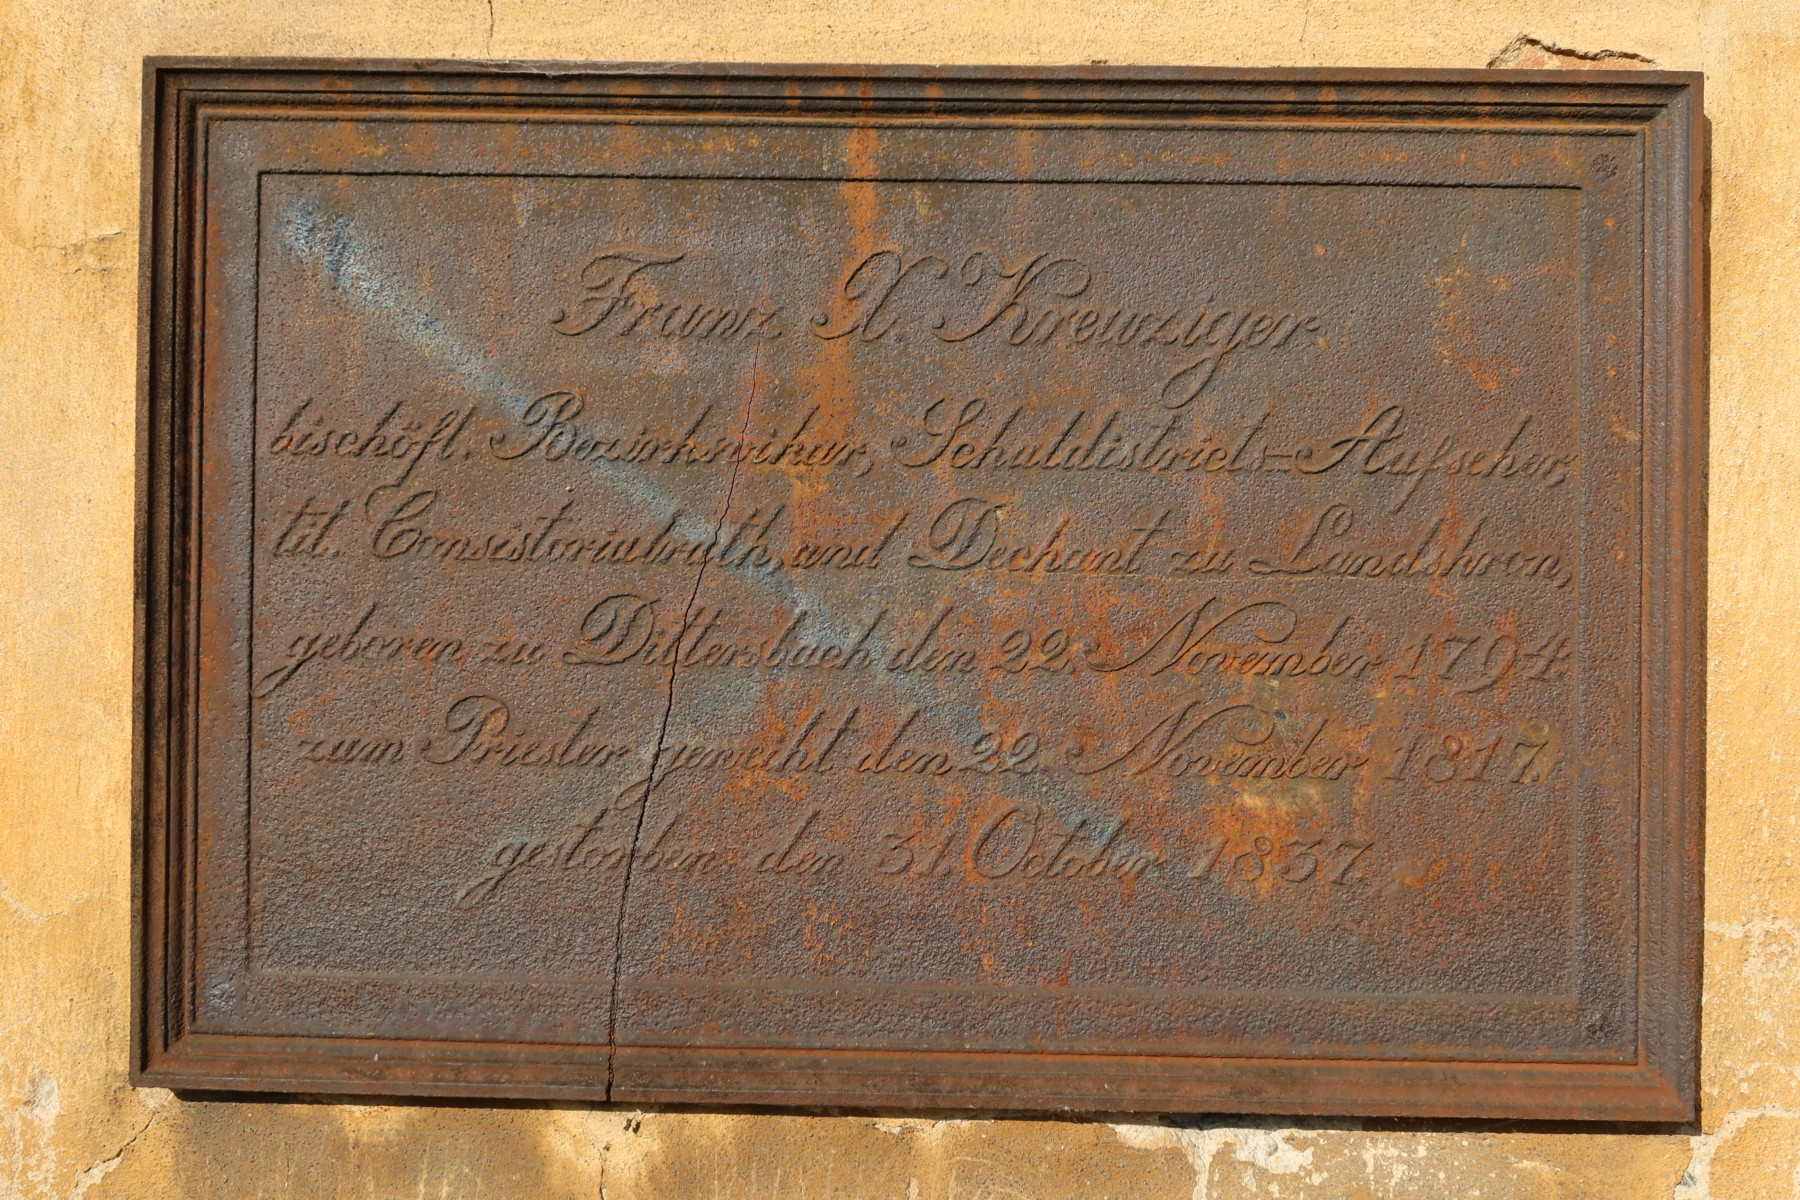 Franz X. Kreuziger
bischöfl. Bezirksvikar, Schuldistricts-Aufseher,
tit. Consistorialrath, und Dechant zu Landskron,
geboren zu Dittersbach den 22. November 1794.
zum Priester geweiht den 22. November 1817.
gestorben den 31. October 1837.